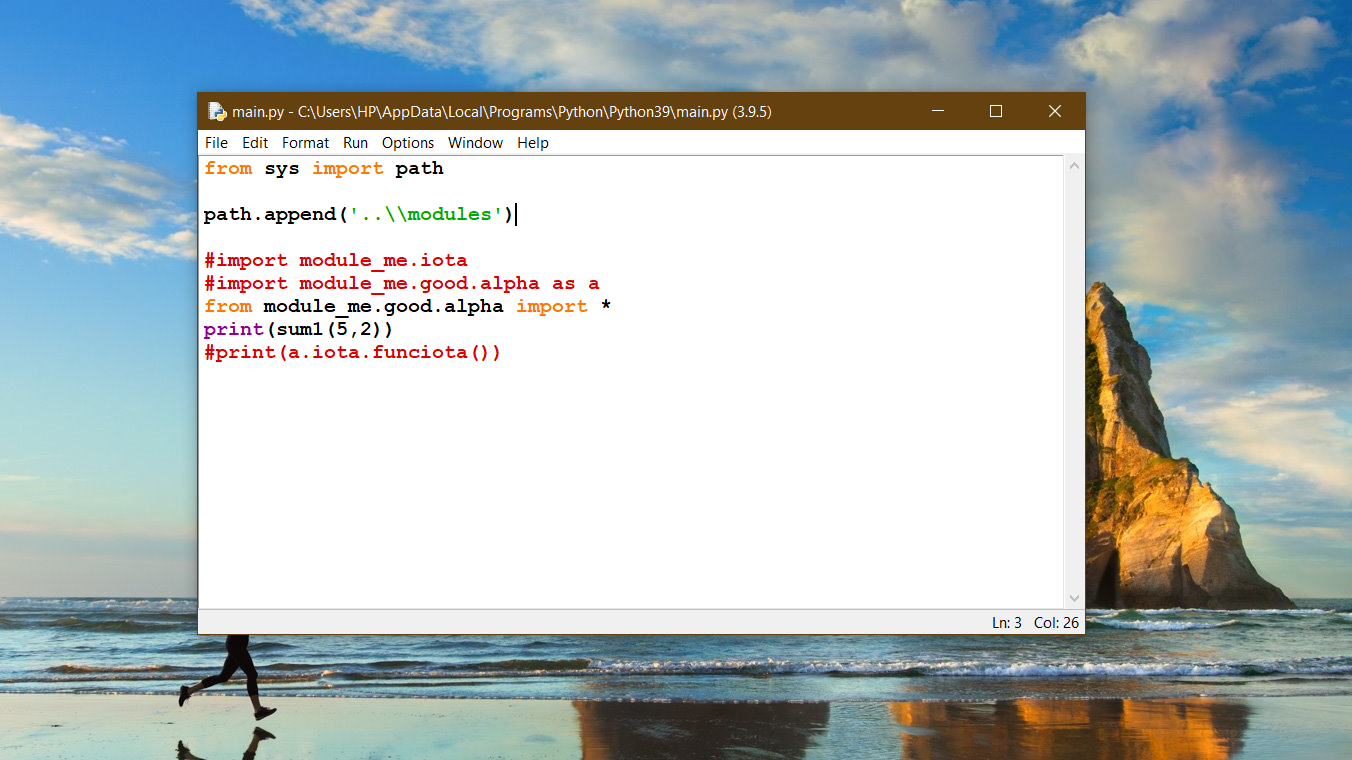 main.py - C:\Users\HP\AppData\Local\Programs\Python\Python39\main.py (3.9.5)
File Edit Format Run Options Window Help
from sys import path
path.append('..\\modules')
#import module_me.iota
#import module_me.good.alpha as a
from module_me.good.alpha import *
print(sum1(5,2))
#print(a.iota.funciota())
Ln: 3 Col: 26